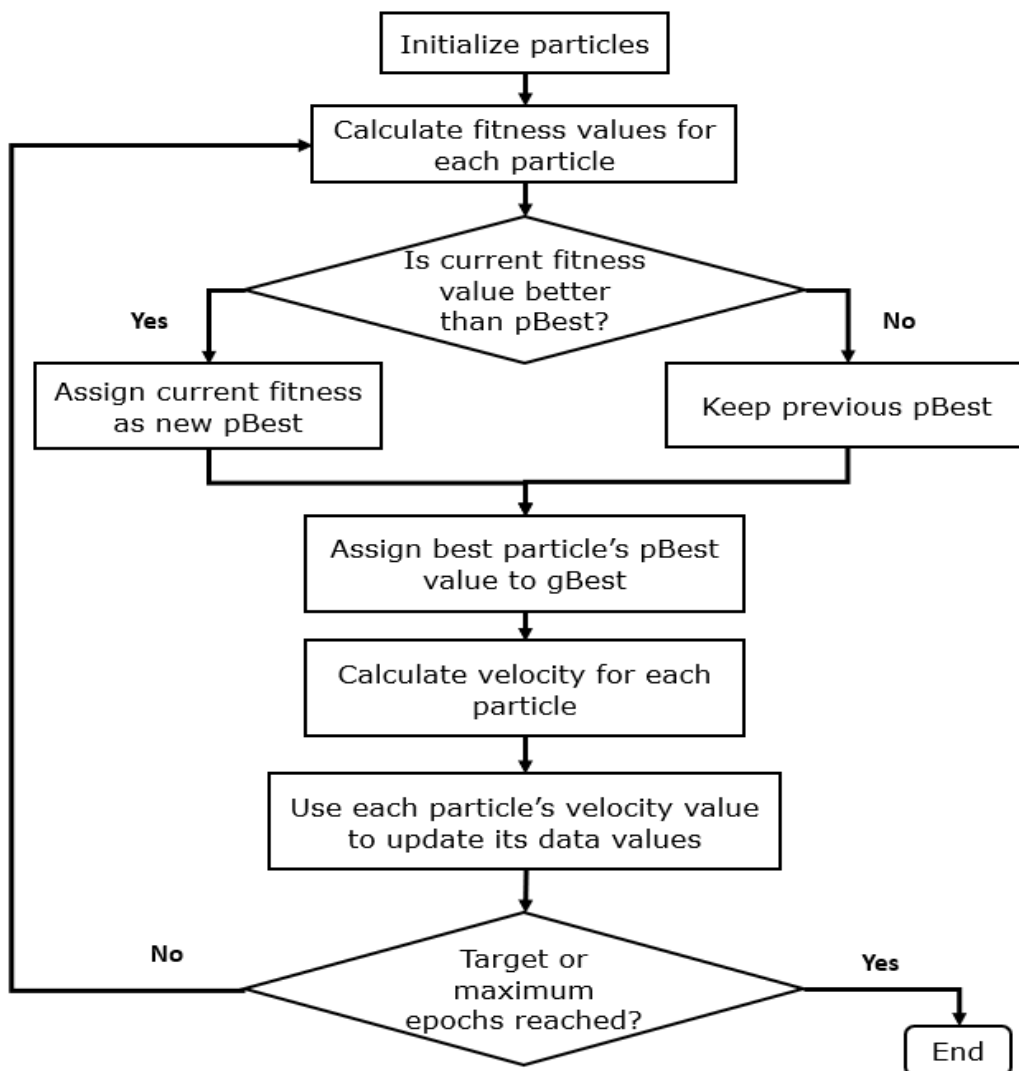 Initialize particles
Calculate fitness values for
each particle
Is current fitness
value better
than pBest?
Yes
No
Assign current fitness
as new pBest
Keep previous pBest
Assign best particle’s pBest
value to gBest
Calculate velocity for each
particle
Use each particle’s velocity value
to update its data values
No
Target or
maximum
epochs reached?
Yes
End